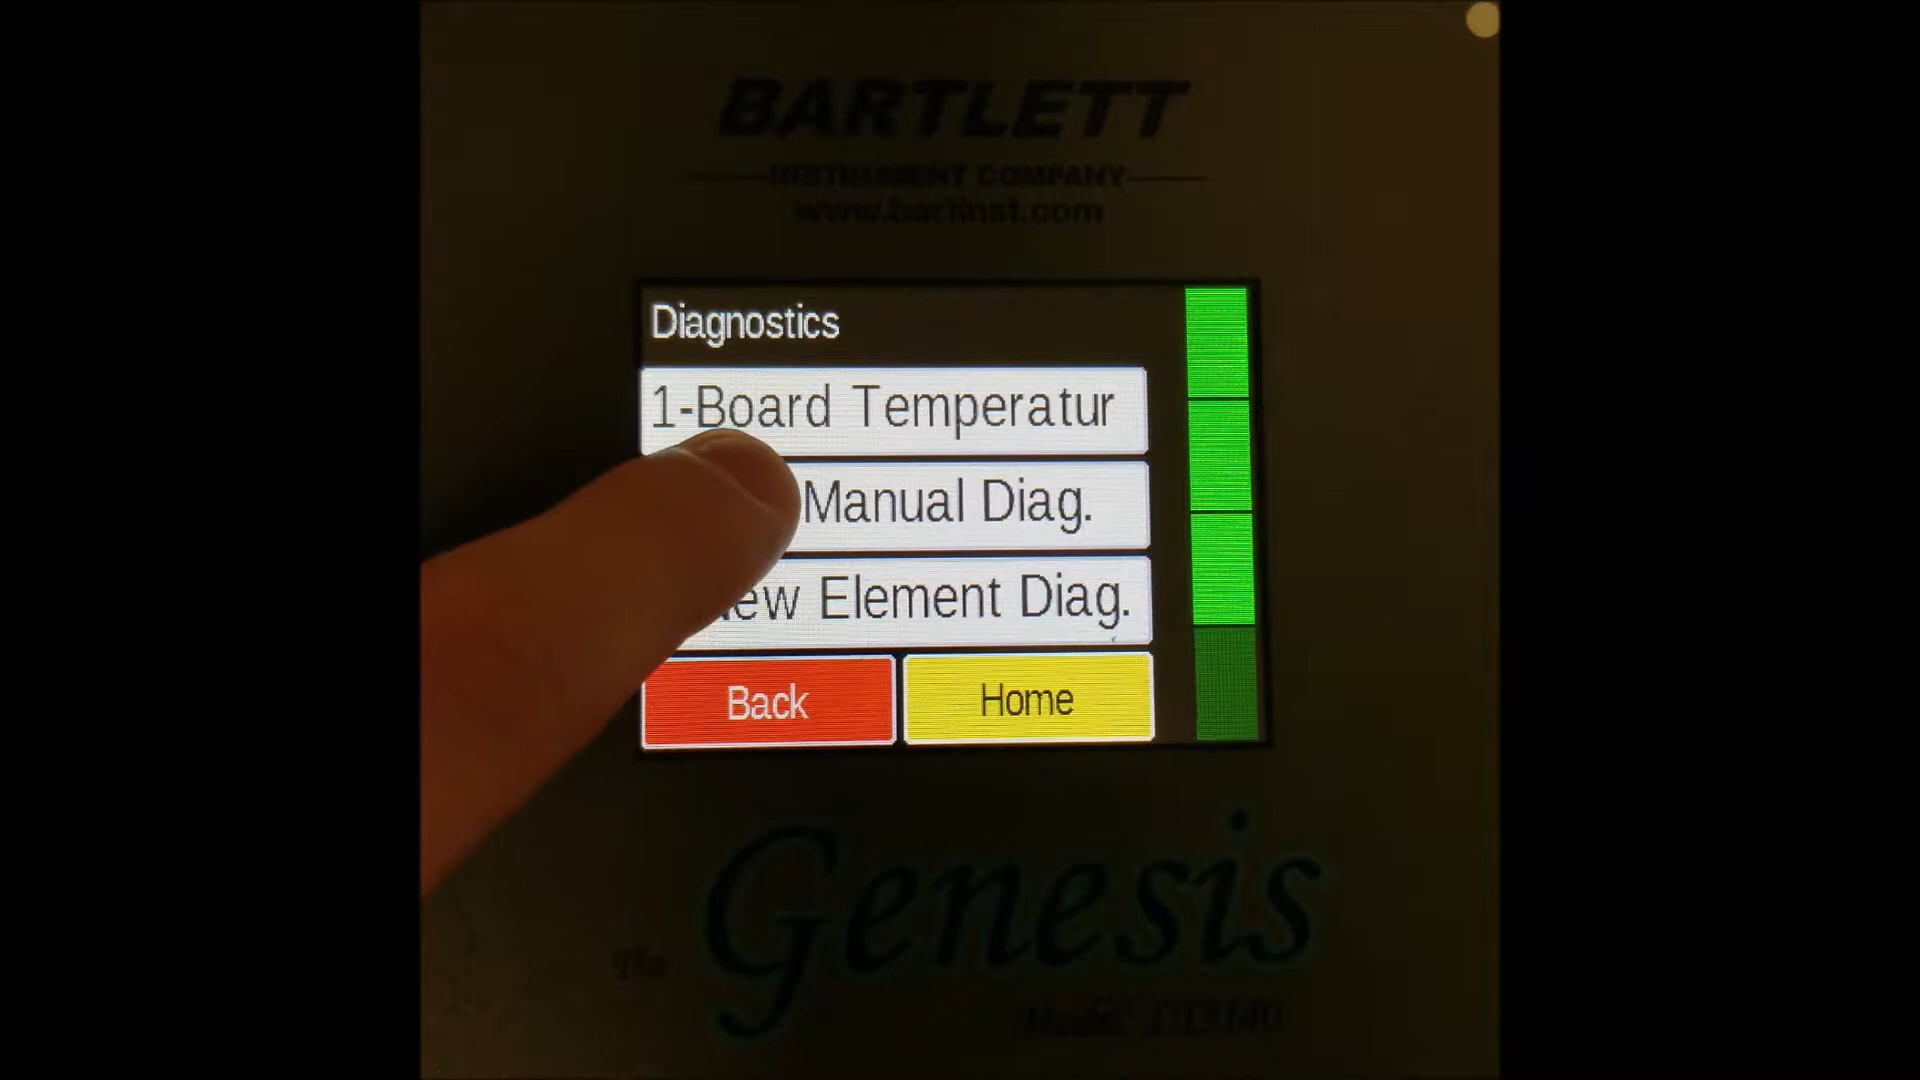 BARTLETT
INSTRUMENT COMPANY
www.bartinst.com
Diagnostics
1-Board Temperatur
Manual Diag.
Element Diag.
Back
Home
The Genesis